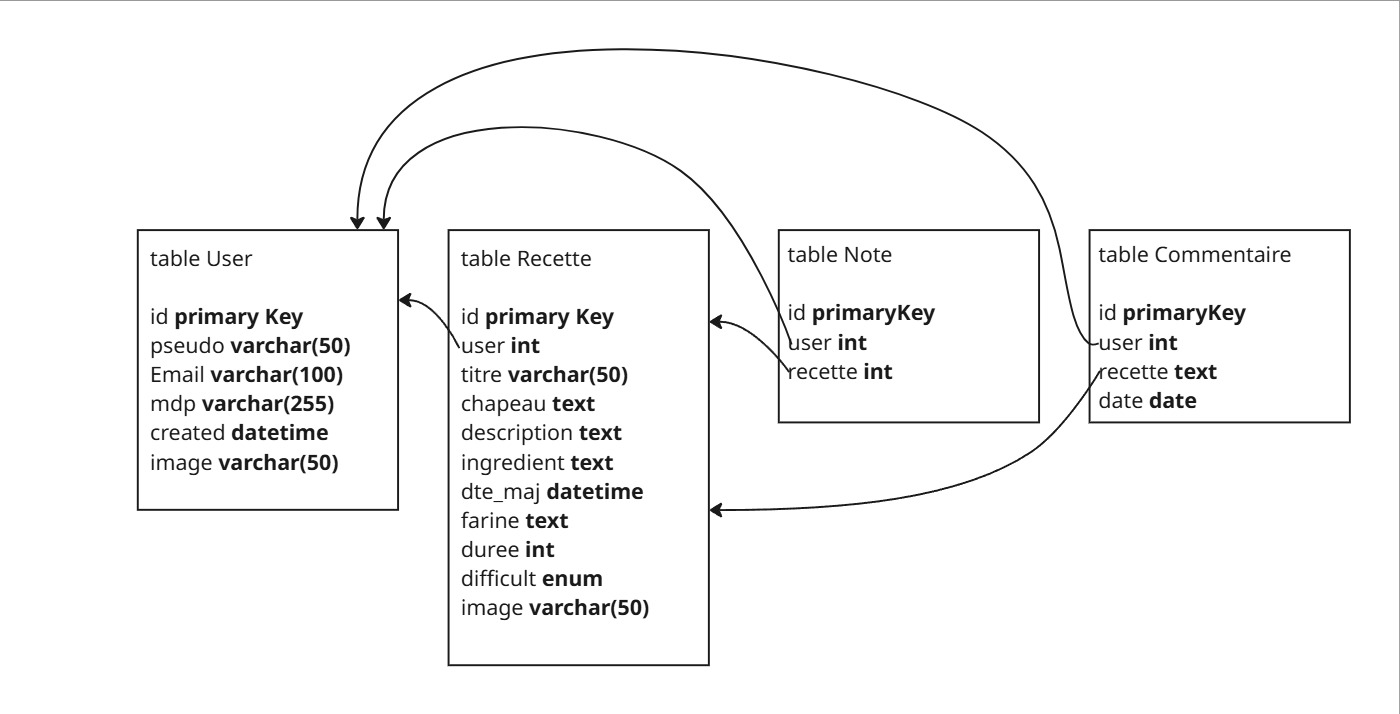 table User
id primary Key
pseudo varchar(50)
Email varchar(100)
mdp varchar(255)
created datetime
image varchar(50)
table Recette
id primary Key
user int
titre varchar(50)
chapeau text
description text
ingredient text
dte_maj datetime
farine text
duree int
difficult enum
image varchar(50)
table Note
id primaryKey
user int
recette int
table Commentaire
id primaryKey
user int
recette text
date date